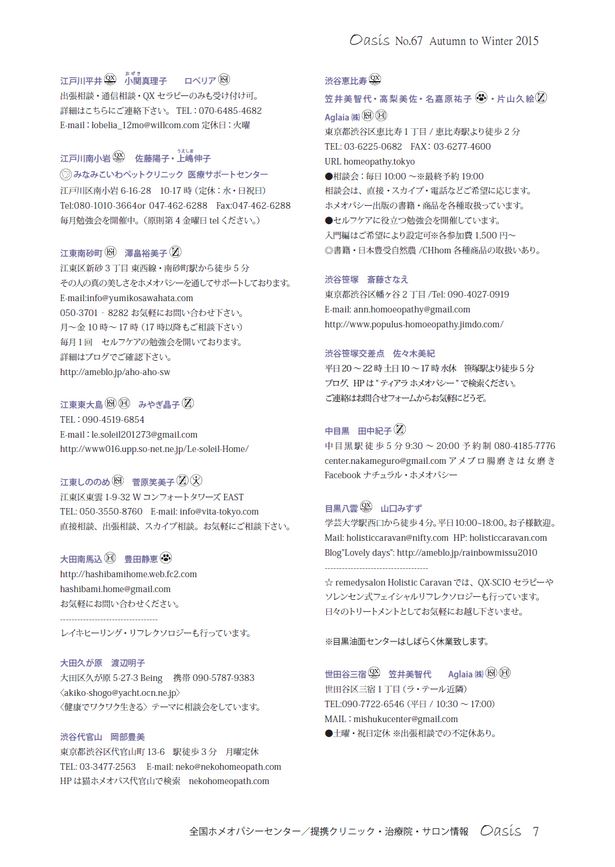 Oasis No.67 Autumn to Winter 2015
江戸川平井 QX 小関真理子 ロベリア
おぜき
出張相談・通信相談・QXセラピーのみも受け付け可。
詳細はこちらにご連絡下さい。 TEL：070-6485-4682
E-mail：lobelia_12mo@willcom.com 定休日：火曜
江戸川南小岩 QX 佐藤陽子・上嶋伸子
うえしま
みなみこいわペットクリニック 医療サポートセンター
江戸川区南小岩 6-16-28 10-17 時（定休：水・日祝日）
Tel:080-1010-3664or 047-462-6288 Fax:047-462-6288
毎月勉強会を開催中。（原則第 4 金曜日 tel ください。）
江東南砂町 澤畠裕美子
江東区新砂 3 丁目 東西線・南砂町駅から徒歩 5 分
その人の真の美しさをホメオパシーを通してサポートしております。
E-mail:info@yumikosawahata.com
050-3701‐8282 お気軽にお問い合わせ下さい。
月～金 10 時～ 17 時（17 時以降もご相談下さい）
毎月 1 回 セルフケアの勉強会を開いております。
詳細はブログでご確認下さい。
http://ameblo.jp/aho-aho-sw
江東東大島 みやぎ晶子
TEL：090-4519-6854
E-mail：le.soleil201273@gmail.com
http://www016.upp.so-net.ne.jp/Le-soleil-Home/
江東しののめ 菅原笑美子
江東区東雲 1-9-32 W コンフォートタワーズ EAST
TEL: 050-3550-8760 E-mail: info@vita-tokyo.com
直接相談、出張相談、スカイプ相談。お気軽にご相談下さい。
大田南馬込 豊田静恵
http://hashibamihome.web.fc2.com
hashibami.home@gmail.com
お気軽にお問い合わせください。
----------------------------------
レイキヒーリング・リフレクソロジーも行っています。
大田久が原 渡辺明子
大田区久が原 5-27-3 Being 携帯 090-5787-9383
〈akiko-shogo@yacht.ocn.ne.jp〉
〈健康でワクワク生きる〉テーマに相談会をしています。
渋谷代官山 岡部豊美
東京都渋谷区代官山町 13-6 駅徒歩 3 分 月曜定休
TEL: 03-3477-2563 E-mail: neko@nekohomeopath.com
HP は猫ホメオパス代官山で検索 nekohomeopath.com
渋谷恵比寿 QX
笠井美智代・高梨美佐・名嘉原祐子・片山久絵
Aglaia ㈱
東京都渋谷区恵比寿 1 丁目 / 恵比寿駅より徒歩 2 分
TEL: 03-6225-0682 FAX: 03-6277-4600
URL homeopathy.tokyo
●相談会：毎日 10:00 ～※最終予約 19:00
相談会は、直接・スカイプ・電話などご希望に応じます。
ホメオパシー出版の書籍・商品を各種取扱っています。
●セルフケアに役立つ勉強会を開催しています。
入門編はご希望により設定可※各参加費 1,500 円～
◎書籍・日本豊受自然農 /CHhom 各種商品の取扱いあり。
渋谷笹塚 斎藤さなえ
東京都渋谷区幡ヶ谷 2 丁目 /Tel: 090-4027-0919
E-mail: ann.homoeopathy@gmail.com
http://www.populus-homoeopathy.jimdo.com/
渋谷笹塚交差点 佐々木美紀
平日 20 ～ 22 時 土日 10 ～ 17 時 水休 笹塚駅より徒歩 5 分
ブログ、HP は " ティアラ ホメオパシー " で検索ください。
ご連絡はお問合せフォームからお気軽にどうぞ。
中目黒 田中紀子
中目黒駅徒歩 5 分 9:30 ～ 20:00 予約制 080-4185-7776
center.nakameguro@gmail.com アメブロ腸磨きは女磨き
Facebook ナチュラル・ホメオパシー
目黒八雲 QX 山口みすず
学芸大学駅西口から徒歩 4 分。平日 10:00~18:00。お子様歓迎。
Mail: holisticcaravan@nifty.com HP: holisticcaravan.com
Blog"Lovely days": http://ameblo.jp/rainbowmissu2010
------------------------------------
☆ remedysalon Holistic Caravan では、QX-SCIO セラピーや
ソレンセン式フェイシャルリフレクソロジーも行っています。
日々のトリートメントとしてお気軽にお越し下さいませ。
※目黒油面センターはしばらく休業致します。
世田谷三宿 QX 笠井美智代 Aglaia ㈱
世田谷区三宿 1 丁目（ラ・テール近隣）
TEL:090-7722-6546（平日 / 10:30 ～ 17:00）
MAIL：mishukucenter@gmail.com
●土曜・祝日定休 ※出張相談での不定休あり。
全国ホメオパシーセンター／提携クリニック・治療院・サロン情報 Oasis 7